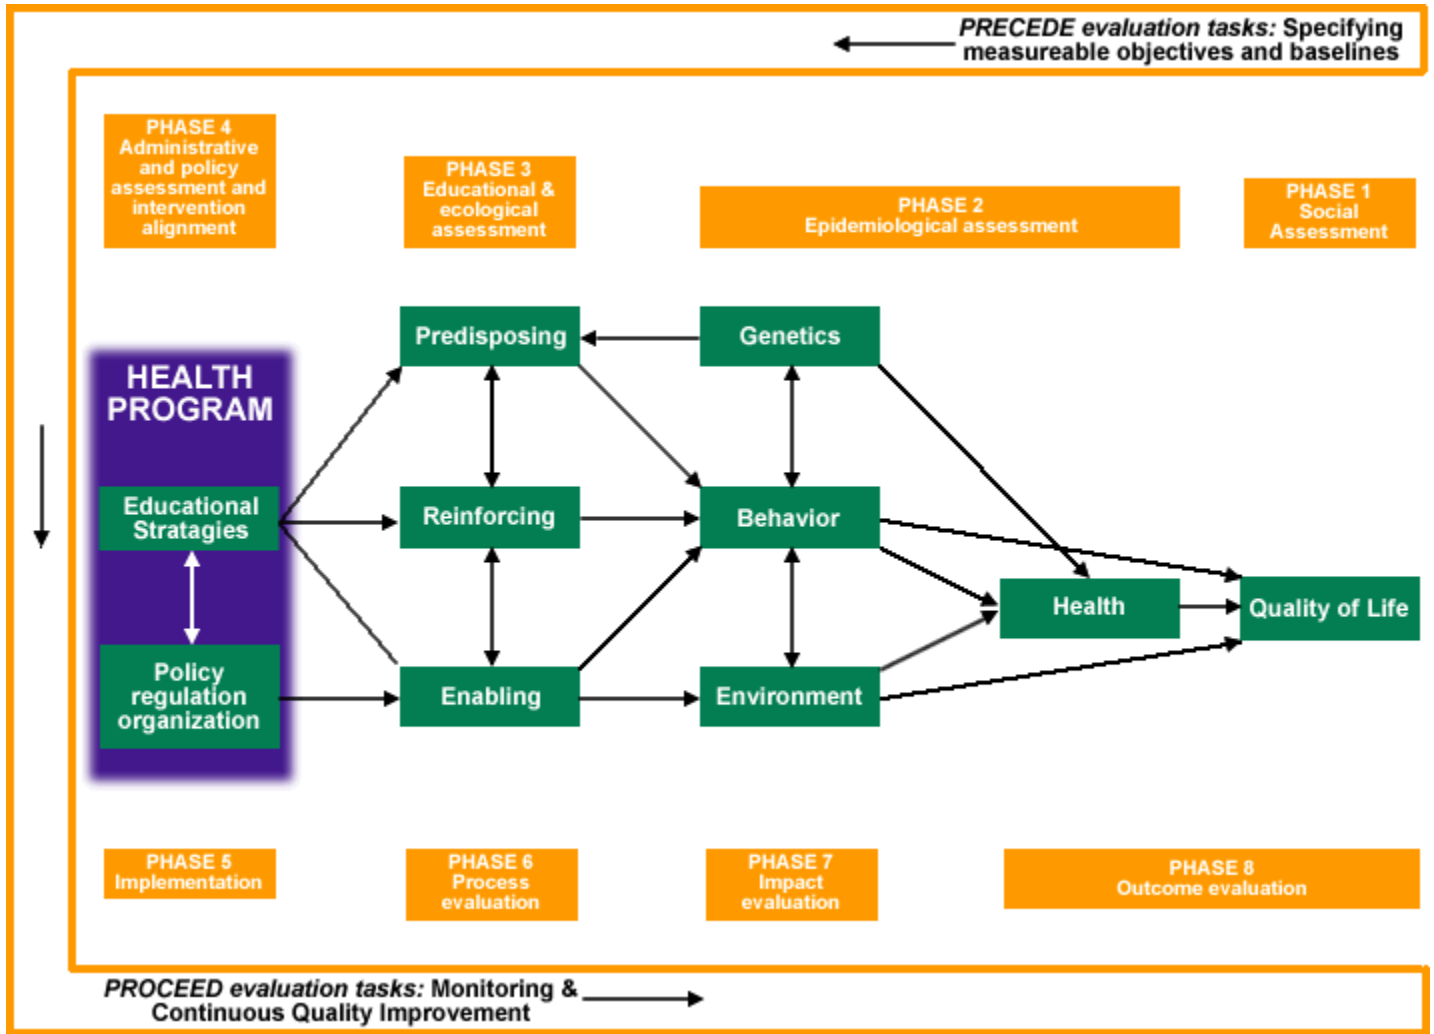 PRECEDE evaluation tasks: Specifying
measureable objectives and baselines
PHASE 4
Administrative
and policy
assessment and
intervention
alignment
PHASE 3
Educational &
ecological
assessment
PHASE 2
Epidemiological assessment
PHASE 1
Social
Assessment
HEALTH
PROGRAM
Educational
Stratagies
Policy
regulation
organization
Predisposing
Reinforcing
Enabling
Genetics
Behavior
Environment
Health
Quality of Life
PHASE 5
Implementation
PHASE 6
Process
evaluation
PHASE 7
Impact
evaluation
PHASE 8
Outcome evaluation
PROCEED evaluation tasks: Monitoring &
Continuous Quality Improvement